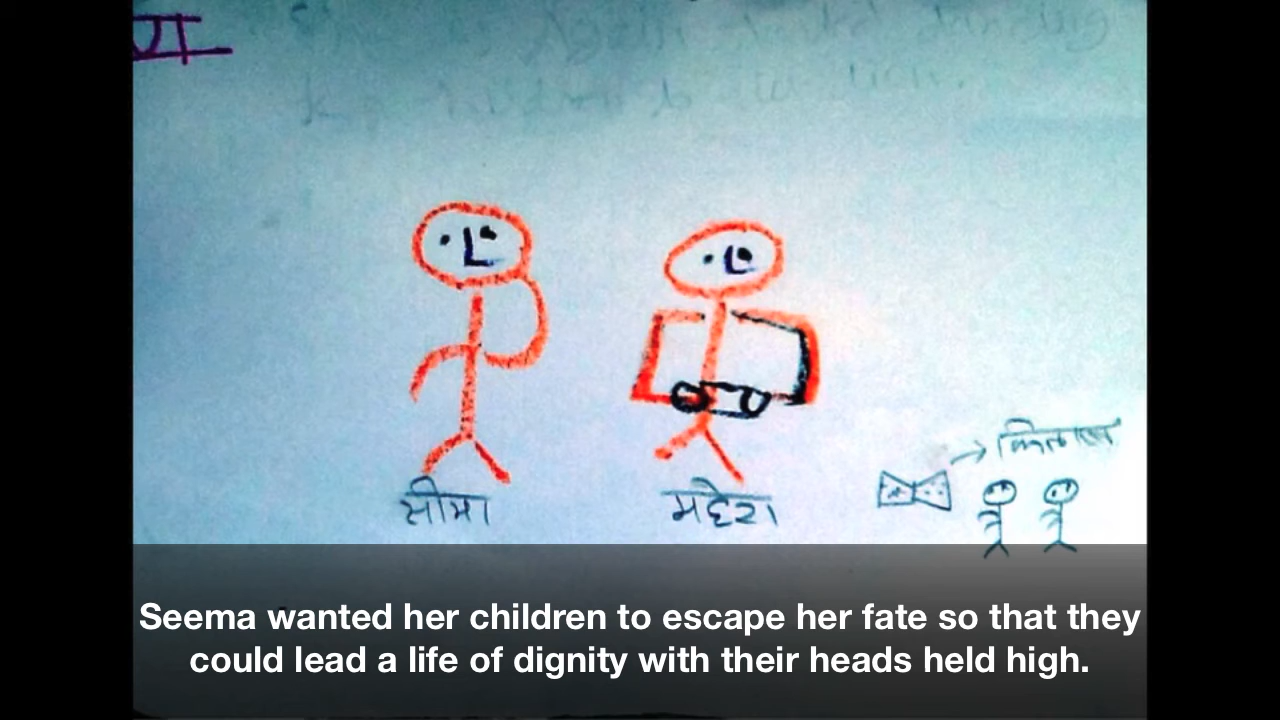 VI
सीमा महेश
Seema wanted her children to escape her fate so that they
could lead a life of dignity with their heads held high.